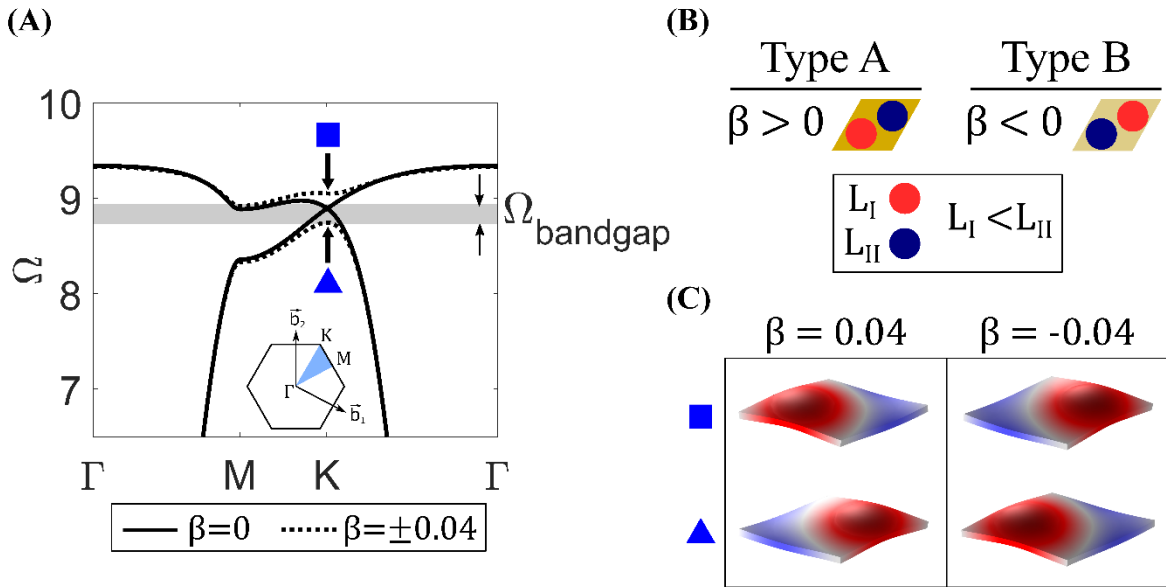 (A)
10
9
8
7
Ω
Ω_bandgap
b⃗₂
K
M
Γ
b⃗₁
Γ M K Γ
β=0 β=±0.04
(B)
Type A Type B
β > 0 β < 0
L_I
L_II
L_I < L_II
(C)
β = 0.04 β = -0.04